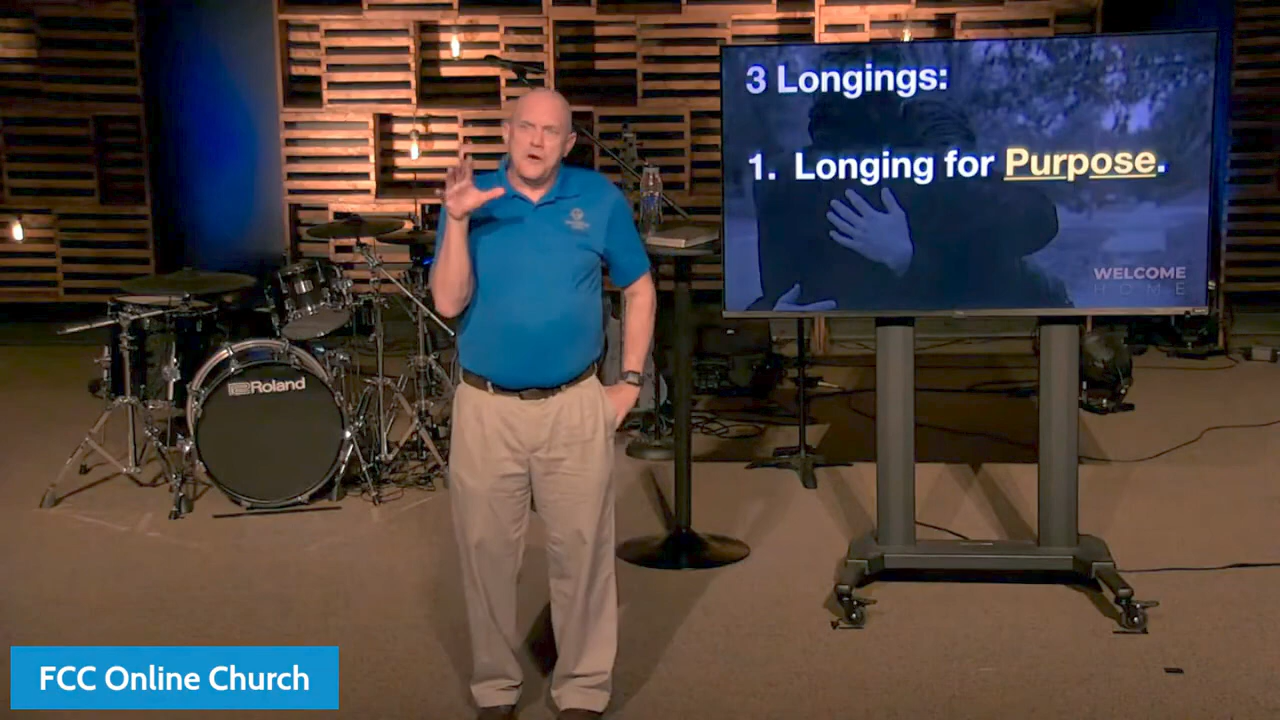 3 Longings:
1. Longing for Purpose.
WELCOME
HOME
Roland
FCC Online Church